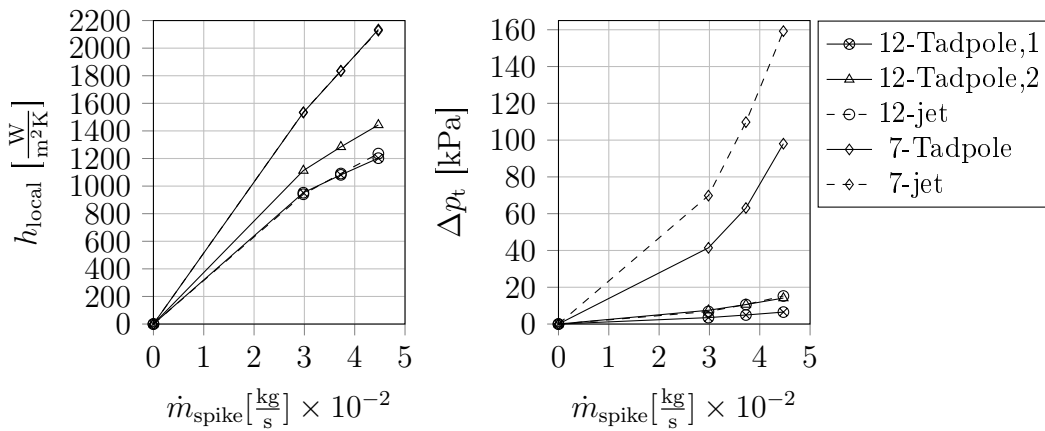 2200
2000
1800
1600
1400
1200
1000
800
600
400
200
0
h_local [W/m²K]
0 1 2 3 4 5
ṁ_spike[kg/s] × 10⁻²
160
140
120
100
80
60
40
20
0
Δp_t [kPa]
0 1 2 3 4 5
ṁ_spike[kg/s] × 10⁻²
12-Tadpole,1
12-Tadpole,2
12-jet
7-Tadpole
7-jet